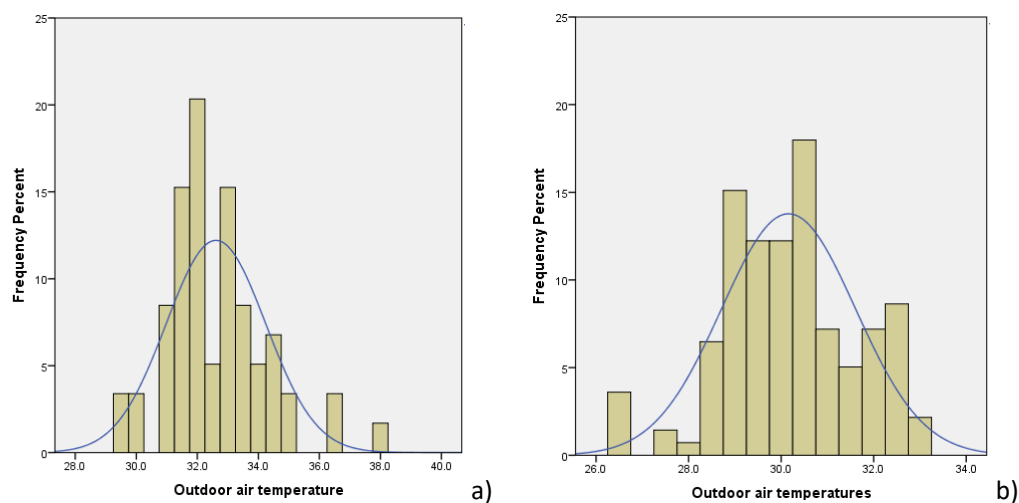 25
20
15
10
5
0
Frequency Percent
28.0 30.0 32.0 34.0 36.0 38.0 40.0
Outdoor air temperature
a)
25
20
15
10
5
0
Frequency Percent
26.0 28.0 30.0 32.0 34.0
Outdoor air temperatures
b)